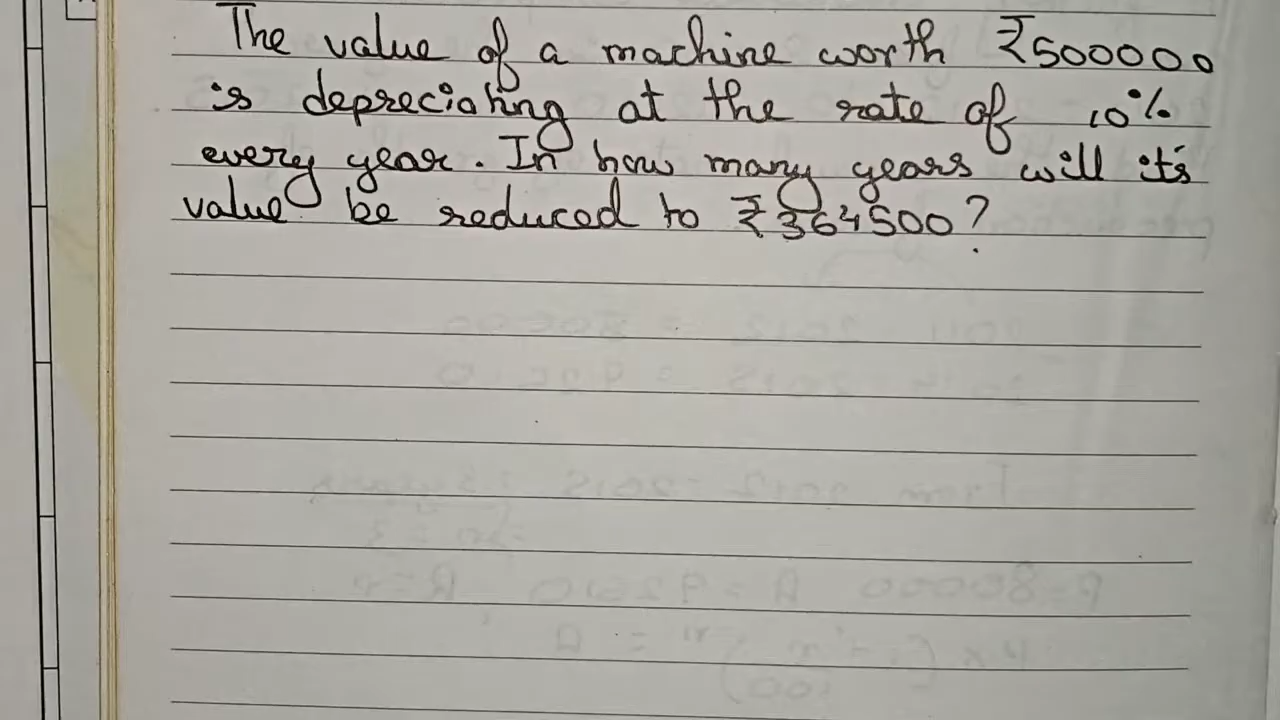 The value of a machine worth ₹500000
is depreciating at the rate of 10%
every year. In how many years will it's
value be reduced to ₹364500?